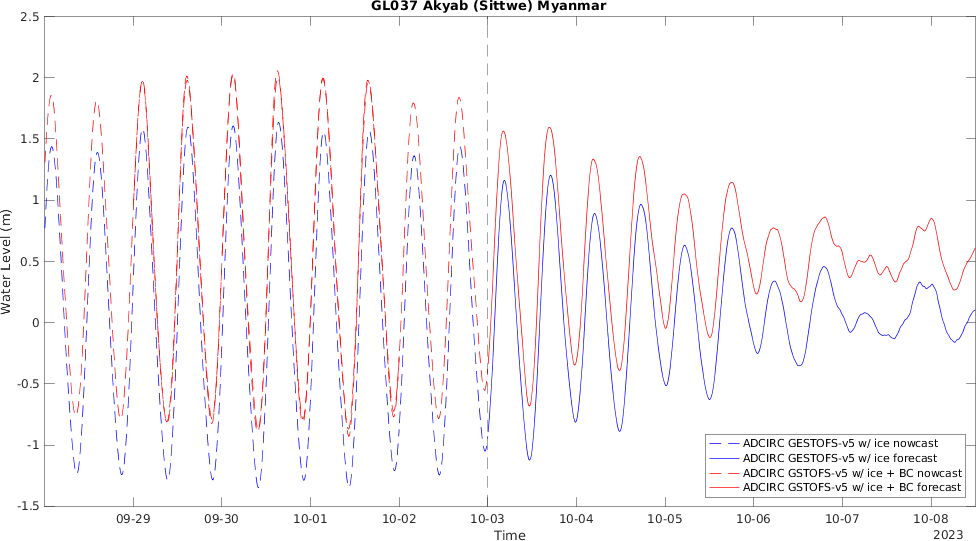 GL037 Akyab (Sittwe) Myanmar
2.5
2
1.5
1
0.5
0
-0.5
-1
-1.5
Water Level (m)
ADCIRC GESTOFS-v5 w/ ice nowcast
ADCIRC GESTOFS-v5 w/ ice forecast
ADCIRC GSTOFS-v5 w/ ice + BC nowcast
ADCIRC GSTOFS-v5 w/ ice + BC forecast
09-29 09-30 10-01 10-02 10-03 10-04 10-05 10-06 10-07 10-08
Time
2023